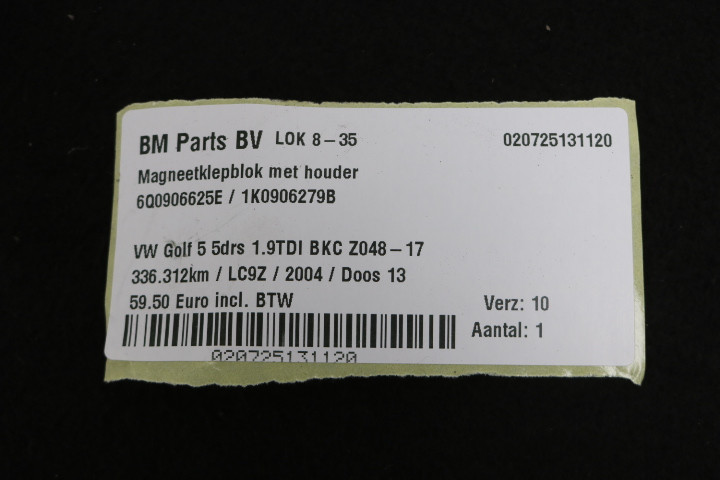 BM Parts BV LOK 8-35 020725131120
Magneetklepblok met houder
6Q0906625E / 1K0906279B
VW Golf 5 5drs 1.9TDI BKC Z048-17
336.312km / LC9Z / 2004 / Doos 13
59.50 Euro incl. BTW Verz: 10
Aantal: 1
020725131120